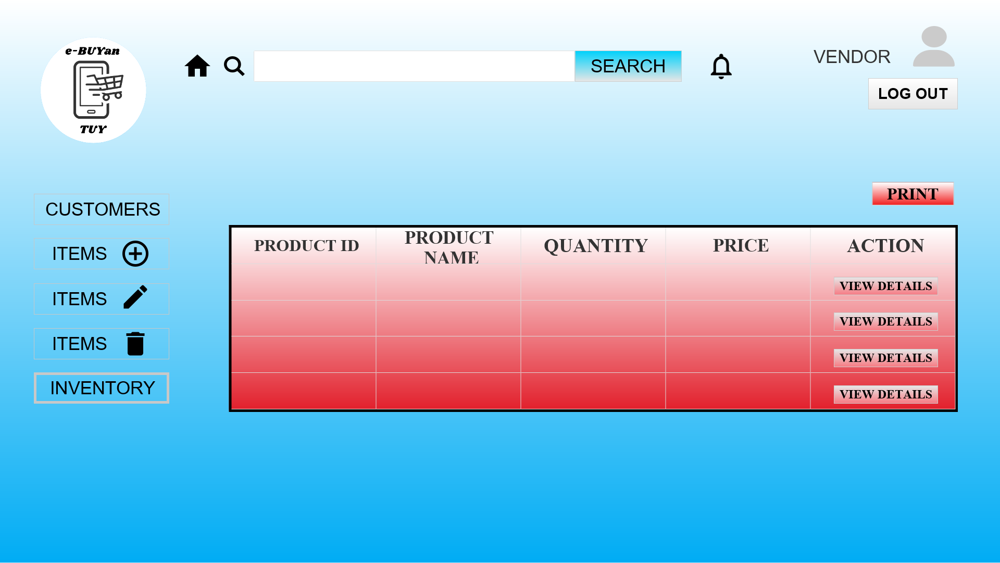 e-BUYan
TUY
SEARCH
VENDOR
LOG OUT
CUSTOMERS
ITEMS
ITEMS
ITEMS
INVENTORY
PRINT
PRODUCT ID
PRODUCT
NAME
QUANTITY
PRICE
ACTION
VIEW DETAILS
VIEW DETAILS
VIEW DETAILS
VIEW DETAILS